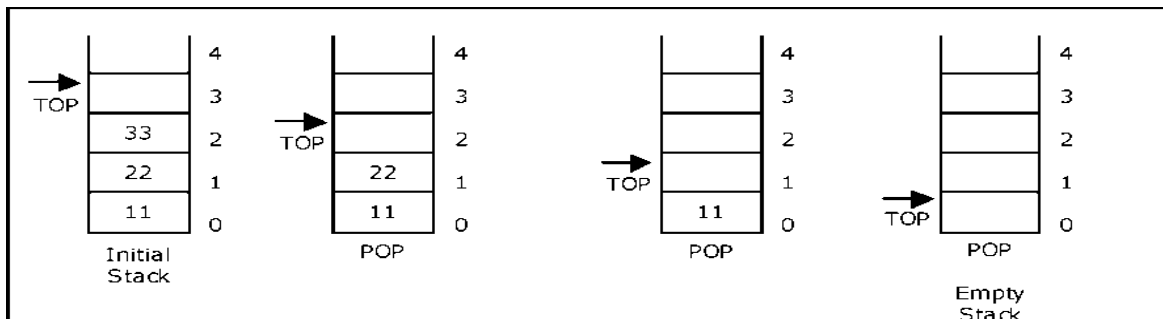 4 4 4 4
TOP 3 3 3 3
33 2 TOP 2 2 2
22 1 22 1 TOP 1 1
11 0 11 0 11 0 TOP 0
Initial
Stack
POP
POP
POP
Empty
Stack